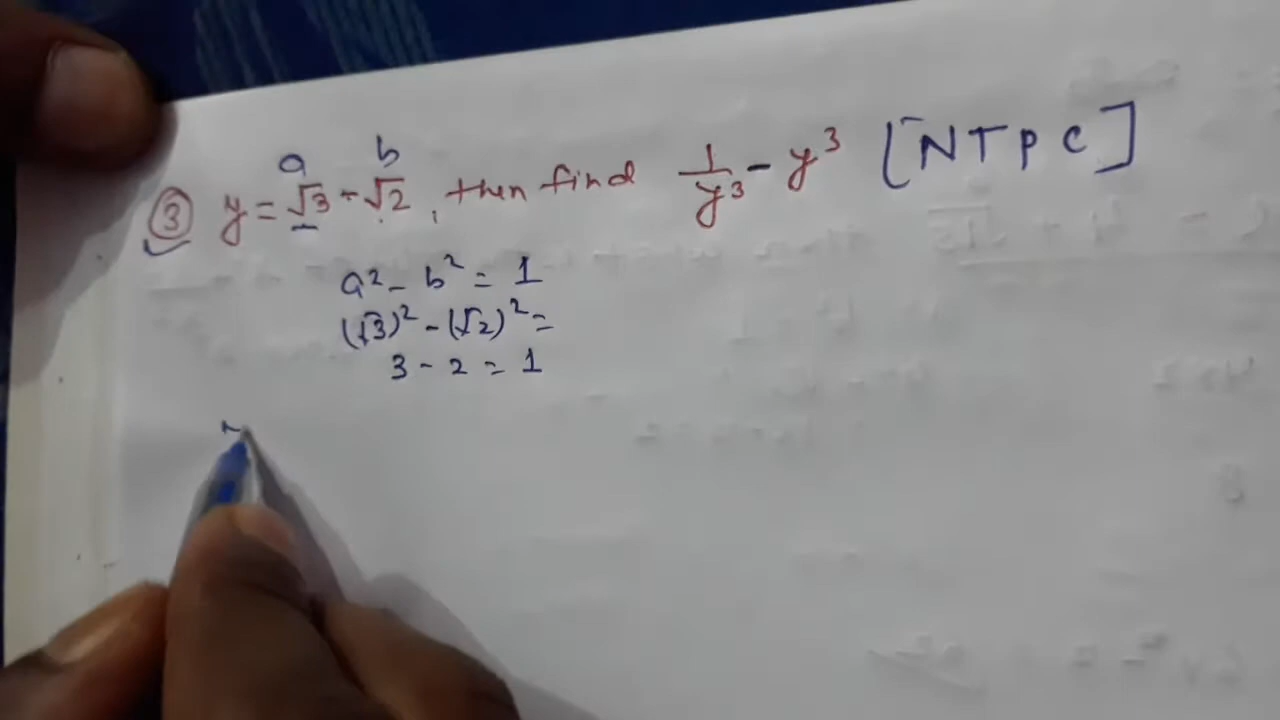 a b
③ y = √3 - √2, then find 1/y³ - y³ [NTPC]
a² - b² = 1
(√3)² - (√2)² =
3 - 2 = 1